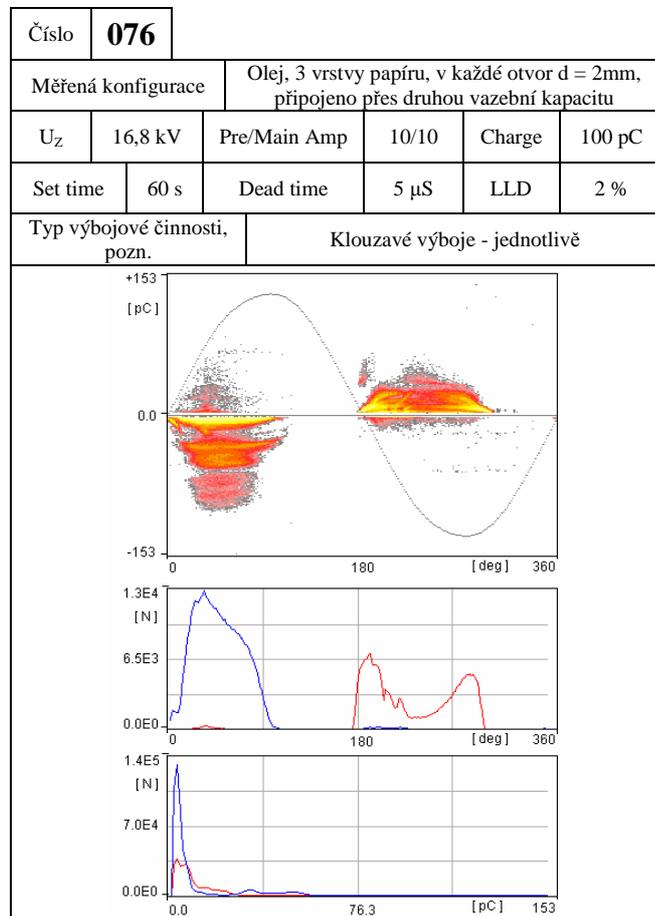 Číslo 076
Měřená konfigurace Olej, 3 vrstvy papíru, v každé otvor d = 2mm,
připojeno přes druhou vazební kapacitu
UZ 16,8 kV Pre/Main Amp 10/10 Charge 100 pC
Set time 60 s Dead time 5 μS LLD 2 %
Typ výbojové činnosti,
pozn.
Klouzavé výboje - jednotlivě
+153
[pC]
0.0
-153
0 180 [deg] 360
1.3E4
[N]
6.5E3
0.0E0
0 180 [deg] 360
1.4E5
[N]
7.0E4
0.0E0
0.0 76.3 [pC] 153